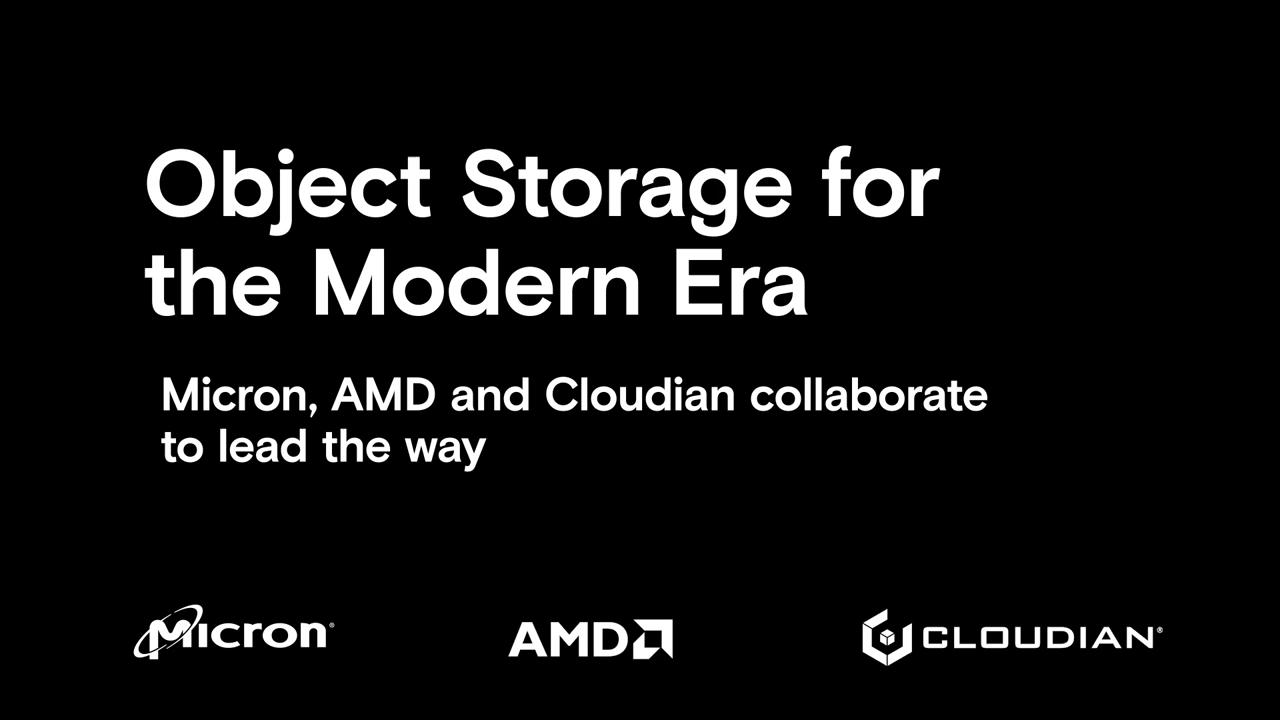 Object Storage for
the Modern Era
Micron, AMD and Cloudian collaborate
to lead the way
Micron®
AMD
CLOUDIAN®